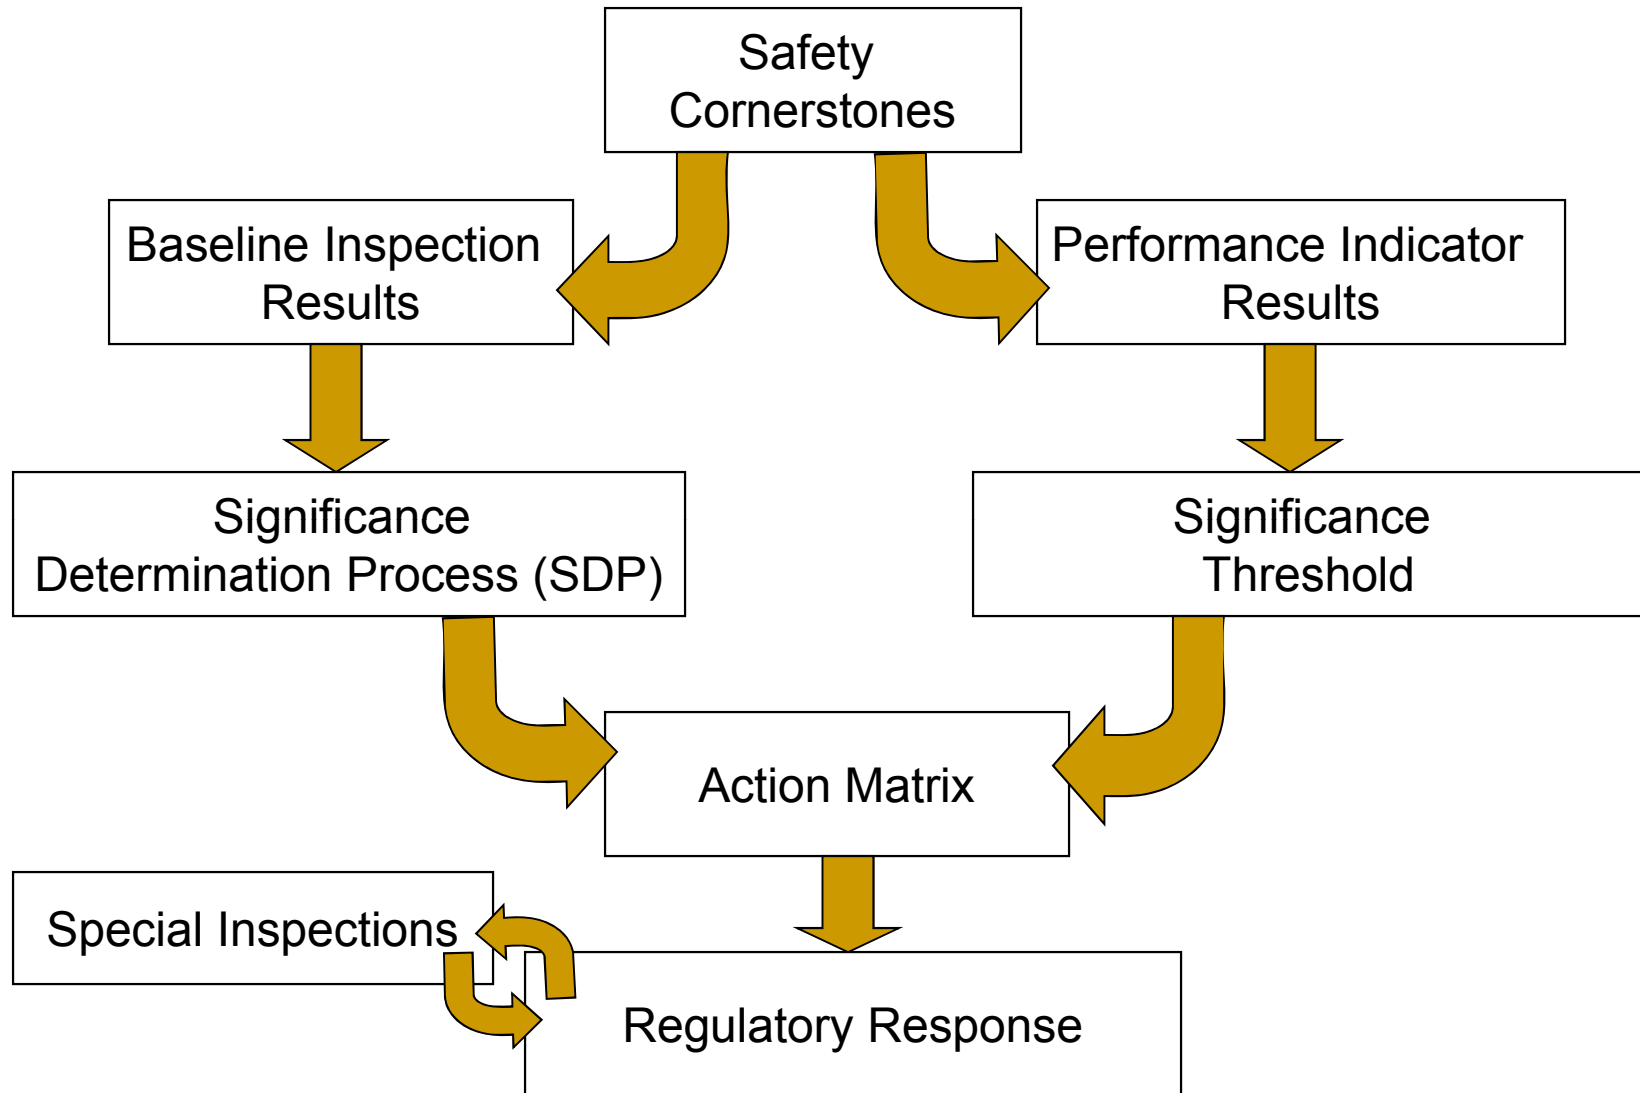 Safety
Cornerstones
Baseline Inspection
Results
Performance Indicator
Results
Significance
Determination Process (SDP)
Significance
Threshold
Action Matrix
Special Inspections
Regulatory Response